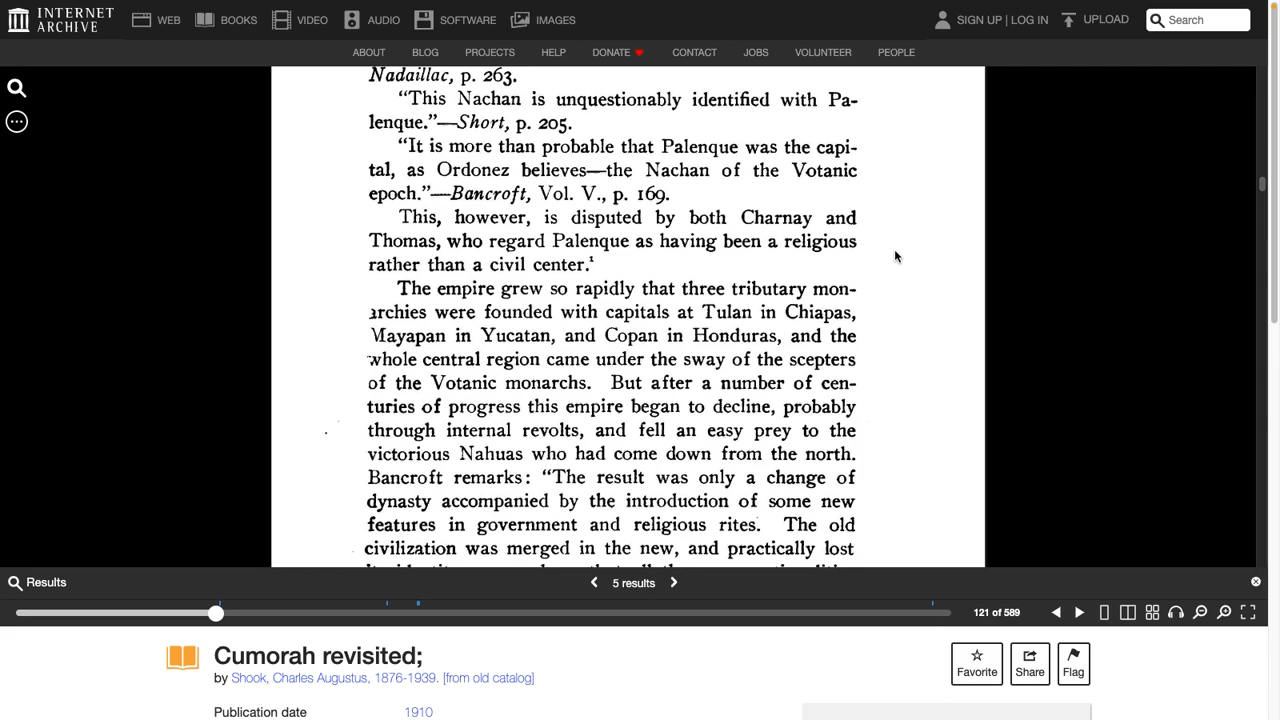 INTERNET ARCHIVE
WEB
BOOKS
VIDEO
AUDIO
SOFTWARE
IMAGES
SIGN UP | LOG IN
UPLOAD
Search
ABOUT
BLOG
PROJECTS
HELP
DONATE
CONTACT
JOBS
VOLUNTEER
PEOPLE
Nadaillac, p. 263.
“This Nachan is unquestionably identified with Pa-
lenque.”—Short, p. 205.
“It is more than probable that Palenque was the capi-
tal, as Ordonez believes—the Nachan of the Votanic
epoch.”—Bancroft, Vol. V., p. 169.
This, however, is disputed by both Charnay and
Thomas, who regard Palenque as having been a religious
rather than a civil center.¹
The empire grew so rapidly that three tributary mon-
archies were founded with capitals at Tulan in Chiapas,
Mayapan in Yucatan, and Copan in Honduras, and the
whole central region came under the sway of the scepters
of the Votanic monarchs. But after a number of cen-
turies of progress this empire began to decline, probably
through internal revolts, and fell an easy prey to the
victorious Nahuas who had come down from the north.
Bancroft remarks: “The result was only a change of
dynasty accompanied by the introduction of some new
features in government and religious rites. The old
civilization was merged in the new, and practically lost
Results
5 results
121 of 589
Cumorah revisited;
by Shook, Charles Augustus, 1876-1939. [from old catalog]
Favorite
Share
Flag
Publication date 1910